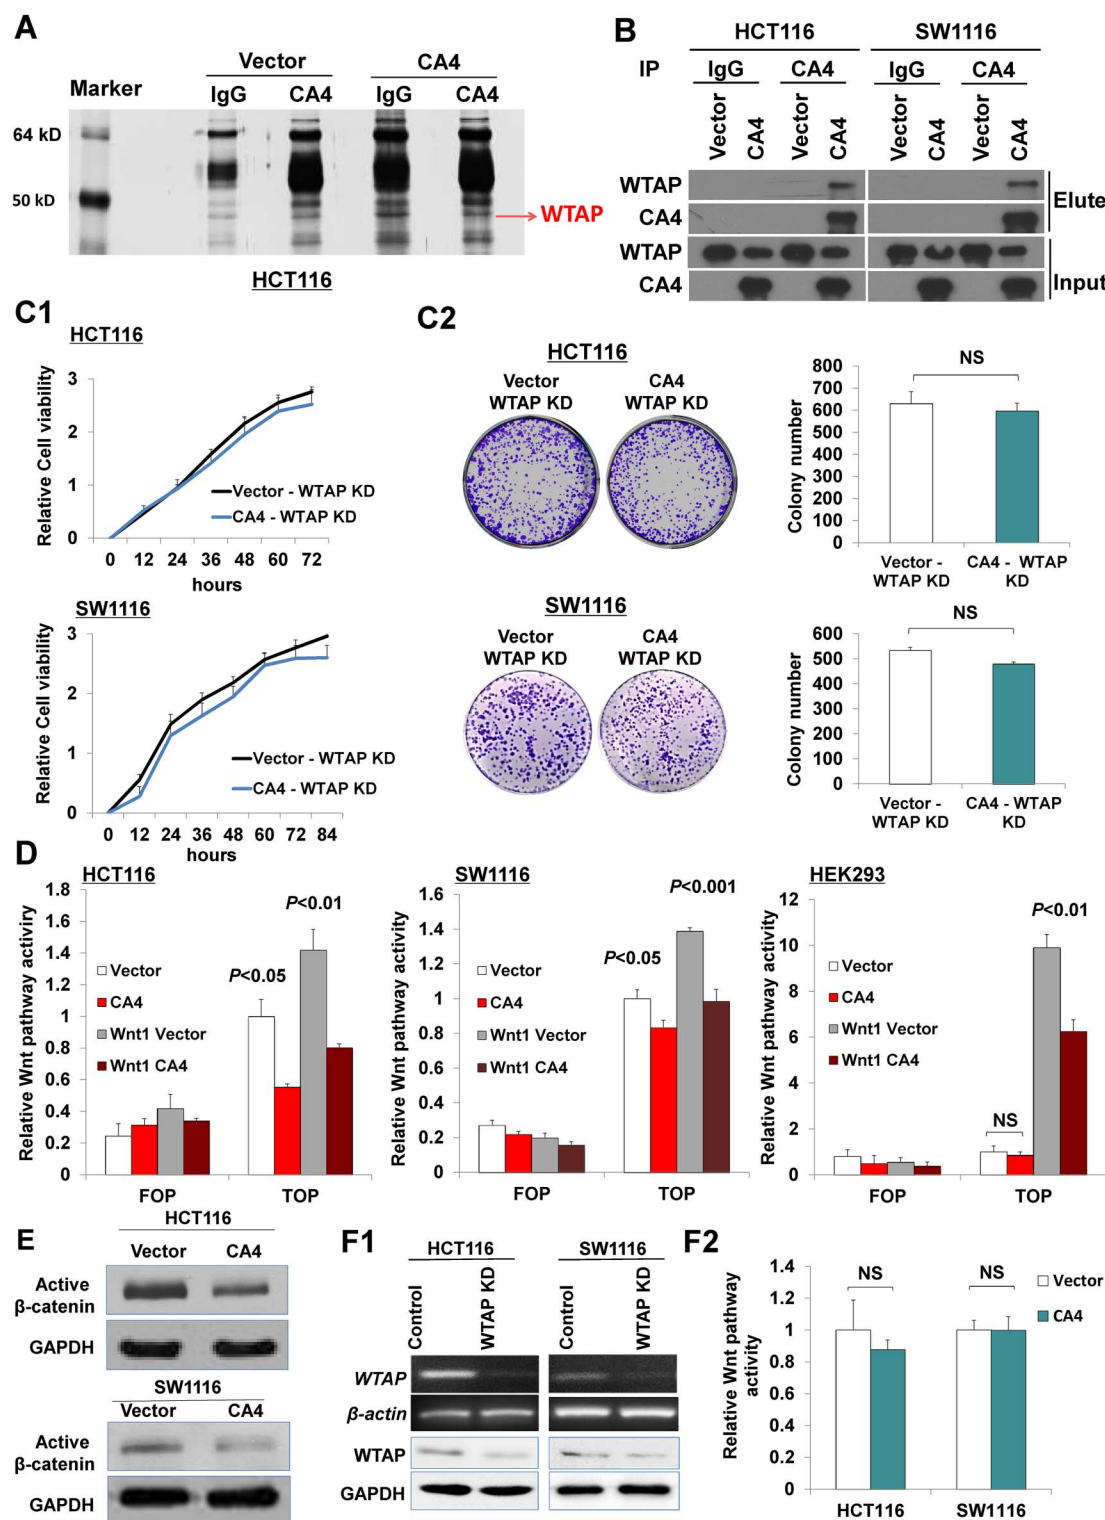 A
Vector CA4
Marker IgG CA4 IgG CA4
64 kD
50 kD
WTAP
HCT116
B
HCT116 SW1116
IP IgG CA4 IgG CA4
Vector CA4 Vector CA4 Vector CA4 Vector CA4
WTAP
CA4
Elute
WTAP
CA4
Input
C1
HCT116
Relative Cell viability
3
2
1
0
Vector - WTAP KD
CA4 - WTAP KD
0 12 24 36 48 60 72
hours
SW1116
Relative Cell viability
3
2
1
0
Vector - WTAP KD
CA4 - WTAP KD
0 12 24 36 48 60 72 84
hours
C2
HCT116
Vector CA4
WTAP KD WTAP KD
Colony number
800
700
600
500
400
300
200
100
0
NS
Vector - CA4 - WTAP
WTAP KD KD
SW1116
Vector CA4
WTAP KD WTAP KD
Colony number
600
500
400
300
200
100
0
NS
Vector - CA4 - WTAP
WTAP KD KD
D
HCT116
Relative Wnt pathway activiry
1.8
1.6
1.4
1.2
1
0.8
0.6
0.4
0.2
0
P<0.01
P<0.05
Vector
CA4
Wnt1 Vector
Wnt1 CA4
FOP TOP
SW1116
Relative Wnt pathway activity
1.6
1.4
1.2
1
0.8
0.6
0.4
0.2
0
P<0.001
P<0.05
Vector
CA4
Wnt1 Vector
Wnt1 CA4
FOP TOP
HEK293
Relative Wnt pathway activity
12
10
8
6
4
2
0
P<0.01
Vector
CA4
Wnt1 Vector
Wnt1 CA4
NS
FOP TOP
E
HCT116
Vector CA4
Active
β-catenin
GAPDH
SW1116
Vector CA4
Active
β-catenin
GAPDH
F1
HCT116 SW1116
Control WTAP KD Control WTAP KD
WTAP
β-actin
WTAP
GAPDH
F2
Relative Wnt pathway
activity
1.4
1.2
1
0.8
0.6
0.4
0.2
0
NS NS
Vector
CA4
HCT116 SW1116